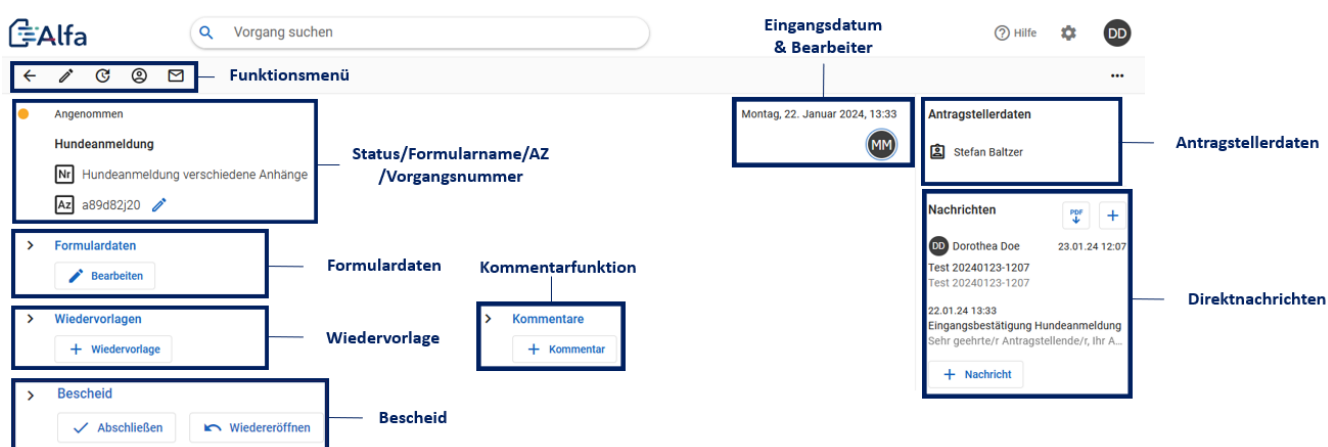 Alfa
Vorgang suchen
Eingangsdatum
& Bearbeiter
Hilfe
DD
Funktionsmenü
Angenommen
Hundeanmeldung
Nr Hundeanmeldung verschiedene Anhänge
Az a89d82j20
Status/Formularname/AZ
/Vorgangsnummer
Montag, 22. Januar 2024, 13:33
MM
Antragstellerdaten
Stefan Baltzer
Antragstellerdaten
Nachrichten
PDF
DD Dorothea Doe 23.01.24 12:07
Test 20240123-1207
Test 20240123-1207
22.01.24 13:33
Eingangsbestätigung Hundeanmeldung
Sehr geehrte/r Antragstellende/r, Ihr A...
+ Nachricht
Direktnachrichten
Formulardaten
Bearbeiten
Formulardaten
Kommentarfunktion
Wiedervorlagen
+ Wiedervorlage
Wiedervorlage
Kommentare
+ Kommentar
Bescheid
Abschließen
Wiedereröffnen
Bescheid